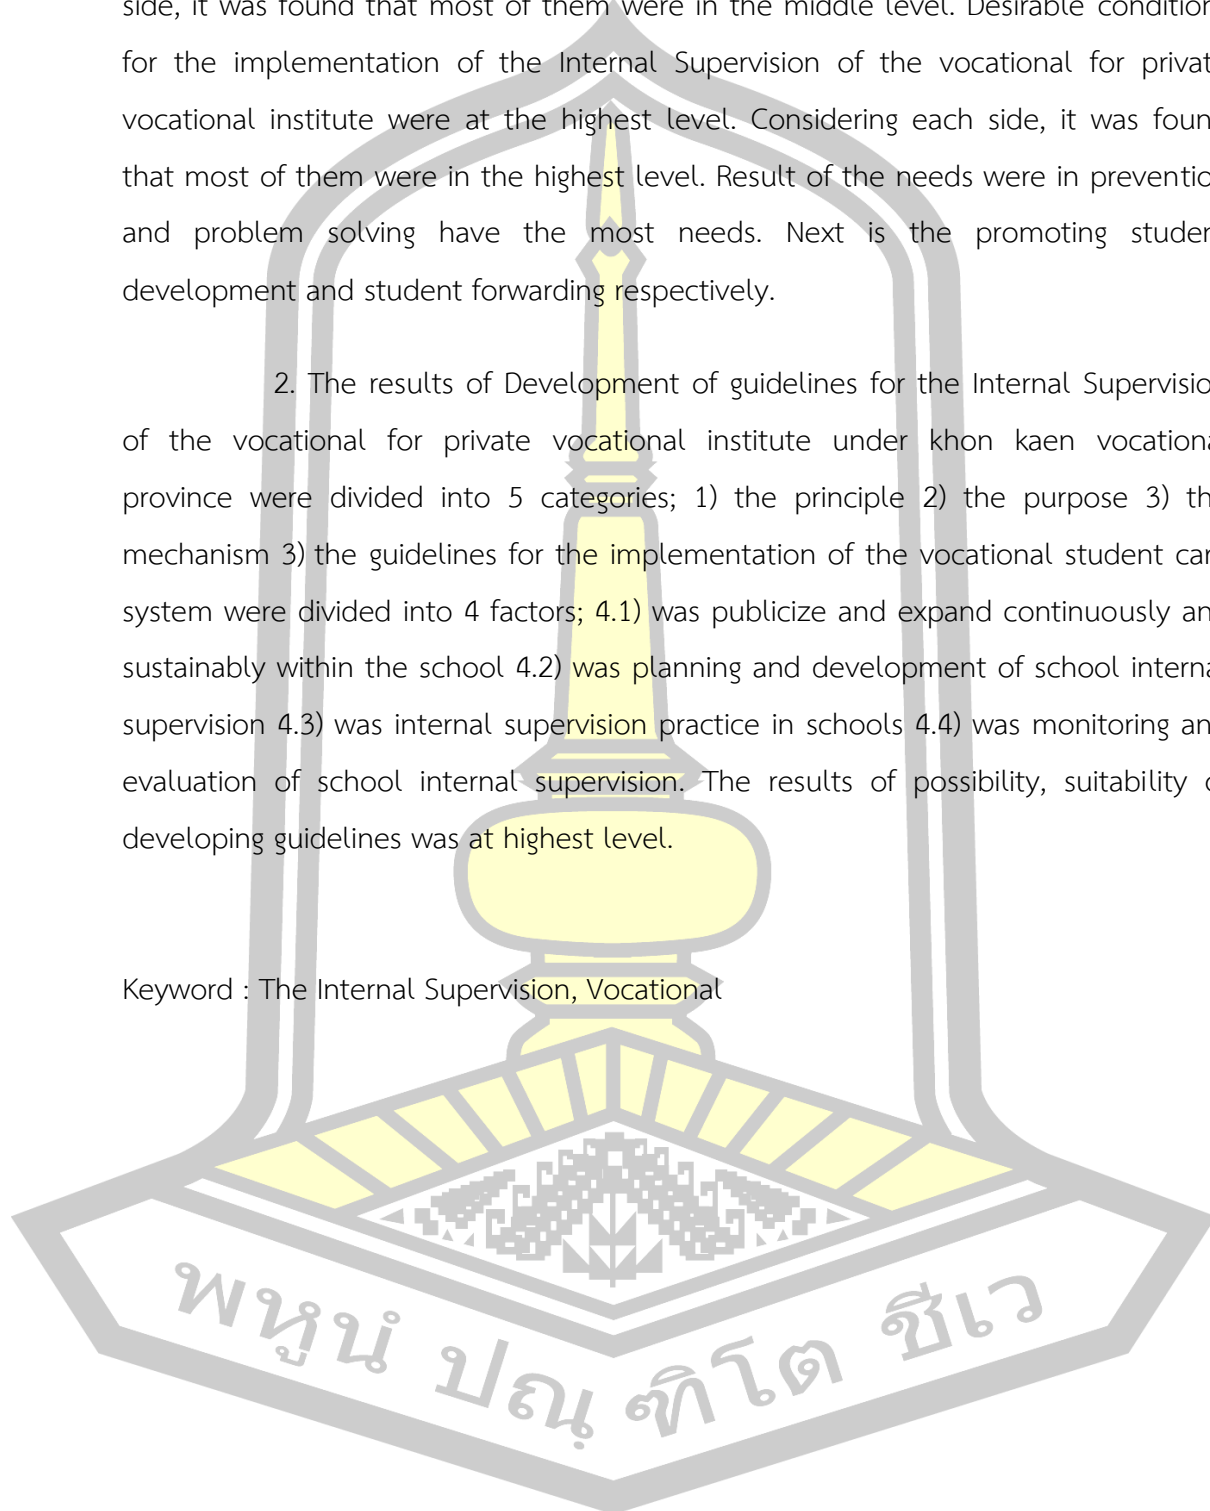 side, it was found that most of them were in the middle level. Desirable condition
for the implementation of the Internal Supervision of the vocational for privat
vocational institute were at the highest level. Considering each side, it was foun
that most of them were in the highest level. Result of the needs were in preventio
and problem solving have the most needs. Next is the promoting studen
development and student forwarding respectively.
2. The results of Development of guidelines for the Internal Supervisio
of the vocational for private vocational institute under khon kaen vocationa
province were divided into 5 categories; 1) the principle 2) the purpose 3) th
mechanism 3) the guidelines for the implementation of the vocational student car
system were divided into 4 factors; 4.1) was publicize and expand continuously an
sustainably within the school 4.2) was planning and development of school interna
supervision 4.3) was internal supervision practice in schools 4.4) was monitoring an
evaluation of school internal supervision. The results of possibility, suitability o
developing guidelines was at highest level.
Keyword : The Internal Supervision, Vocational
พหูนํ ปณฺ ฑิโต ชีเว